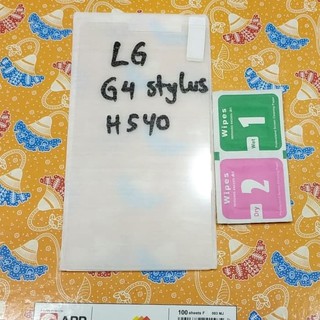 LG
G4 stylus
H540
Wipes
1
Wet
Wipes
2
Dry
100 sheets